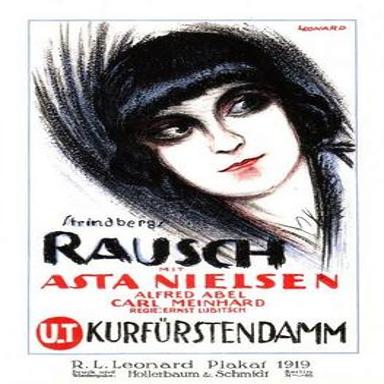 LEONARD
Strindbergs
RAUSCH
MIT
ASTA NIELSEN
ALFRED ABEL
CARL MEINHARD
REGIE: ERNST LUBITSCH
U.T KURFÜRSTENDAMM
R. L. Leonard Plakat 1919
Hollerbaum & Schmidt